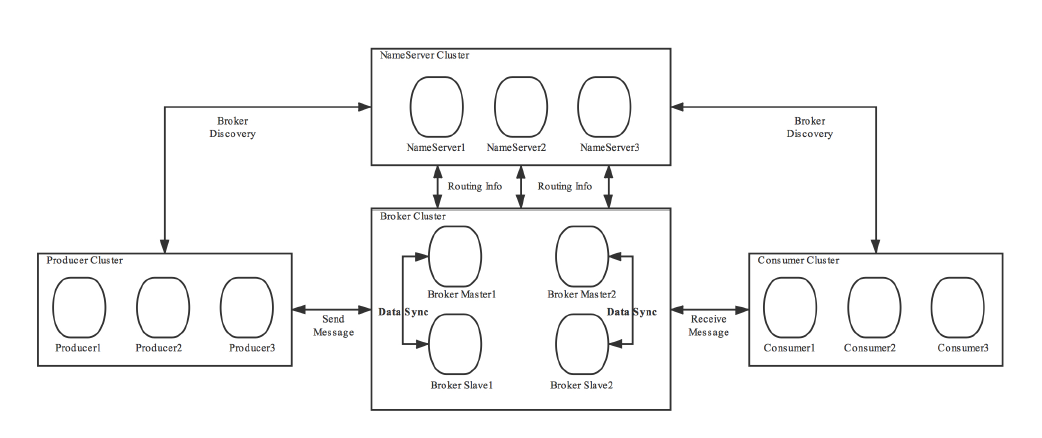 NameServer Cluster
NameServer1
NameServer2
NameServer3
Broker
Discovery
Broker
Discovery
Routing Info
Routing Info
Broker Cluster
Broker Master1
Broker Master2
Data Sync
Data Sync
Broker Slave1
Broker Slave2
Producer Cluster
Producer1
Producer2
Producer3
Send
Message
Receive
Message
Consumer Cluster
Consumer1
Consumer2
Consumer3